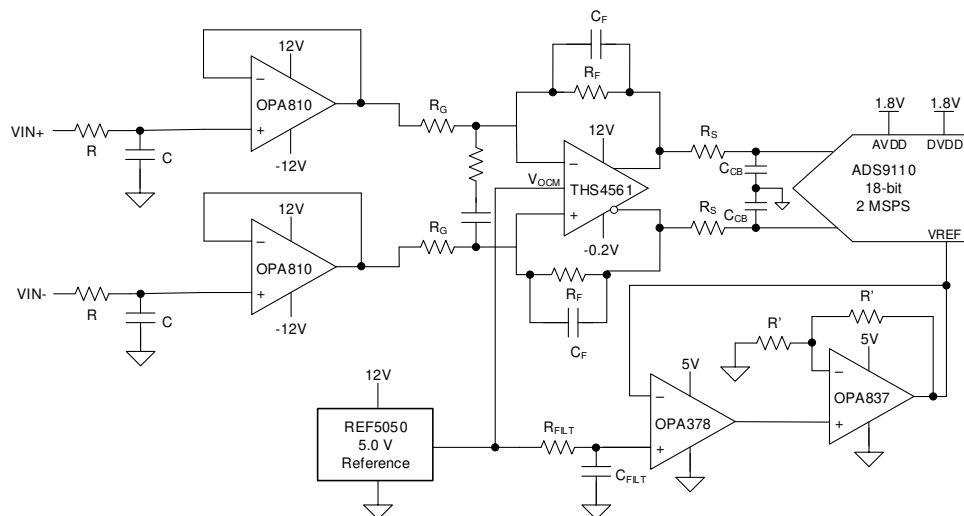 12V
OPA810
-12V
VIN+
R
C
12V
OPA810
-12V
VIN-
R
C
RG
RG
CF
RF
12V
VOCM
THS4561
-0.2V
RF
CF
RS
RS
CCB
CCB
1.8V
1.8V
AVDD
DVDD
ADS9110
18-bit
2 MSPS
VREF
12V
REF5050
5.0 V
Reference
RFILT
CFILT
5V
OPA378
R'
R'
5V
OPA837